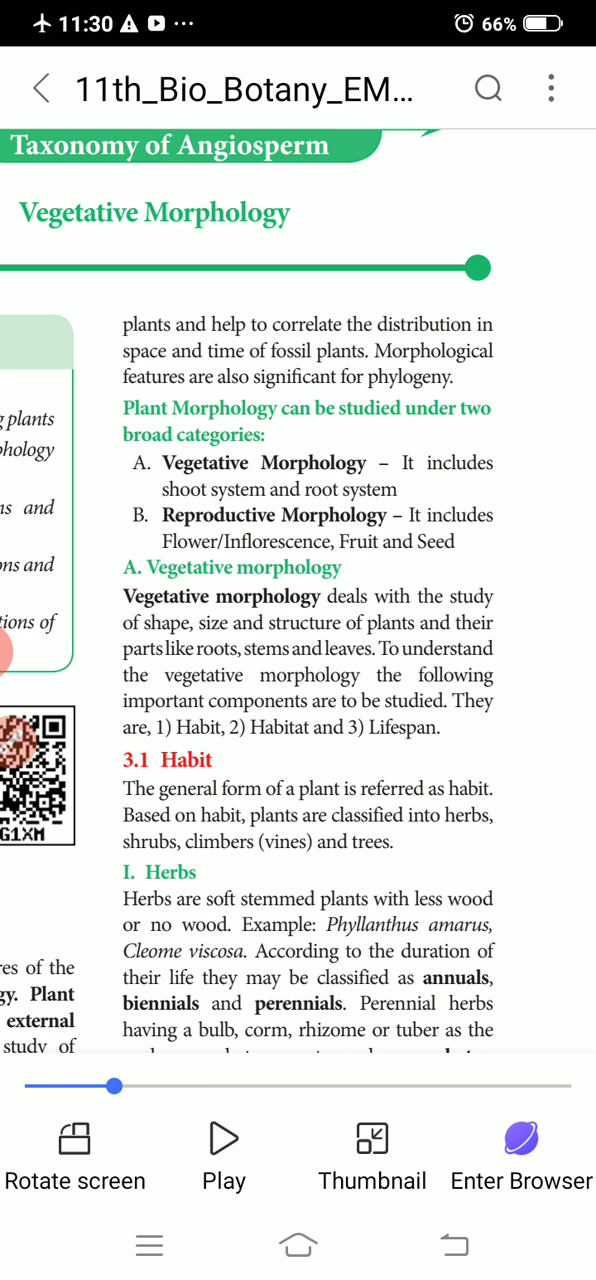 11:30
66%
11th_Bio_Botany_EM...
Taxonomy of Angiosperm
Vegetative Morphology
plants and help to correlate the distribution in
space and time of fossil plants. Morphological
features are also significant for phylogeny.
Plant Morphology can be studied under two
broad categories:
A. Vegetative Morphology – It includes
shoot system and root system
B. Reproductive Morphology – It includes
Flower/Inflorescence, Fruit and Seed
A. Vegetative morphology
Vegetative morphology deals with the study
of shape, size and structure of plants and their
parts like roots, stems and leaves. To understand
the vegetative morphology the following
important components are to be studied. They
are, 1) Habit, 2) Habitat and 3) Lifespan.
3.1 Habit
The general form of a plant is referred as habit.
Based on habit, plants are classified into herbs,
shrubs, climbers (vines) and trees.
I. Herbs
Herbs are soft stemmed plants with less wood
or no wood. Example: Phyllanthus amarus,
Cleome viscosa. According to the duration of
their life they may be classified as annuals,
biennials and perennials. Perennial herbs
having a bulb, corm, rhizome or tuber as the
plants
ns and
ons and
tions of
G1XM
res of the
gy. Plant
external
study of
Rotate screen
Play
Thumbnail
Enter Browser